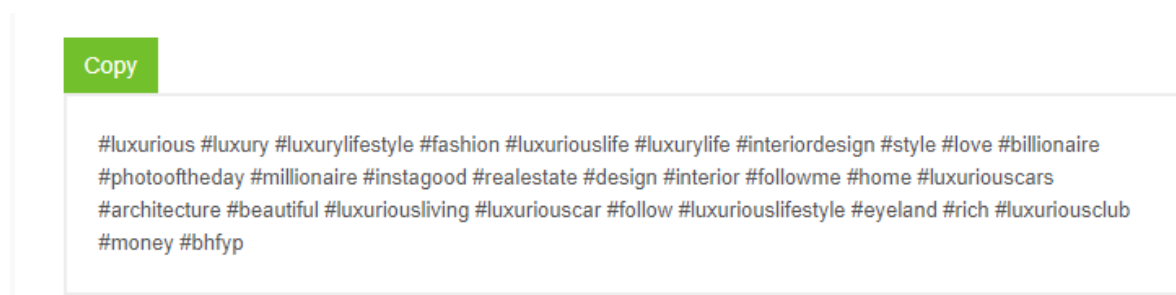 Copy
#luxurious #luxury #luxurylifestyle #fashion #luxuriouslife #luxurylife #interiordesign #style #love #billionaire
#photooftheday #millionaire #instagood #realestate #design #interior #followme #home #luxuriouscars
#architecture #beautiful #luxuriousliving #luxuriouscar #follow #luxuriouslifestyle #eyeland #rich #luxuriousclub
#money #bhfyp